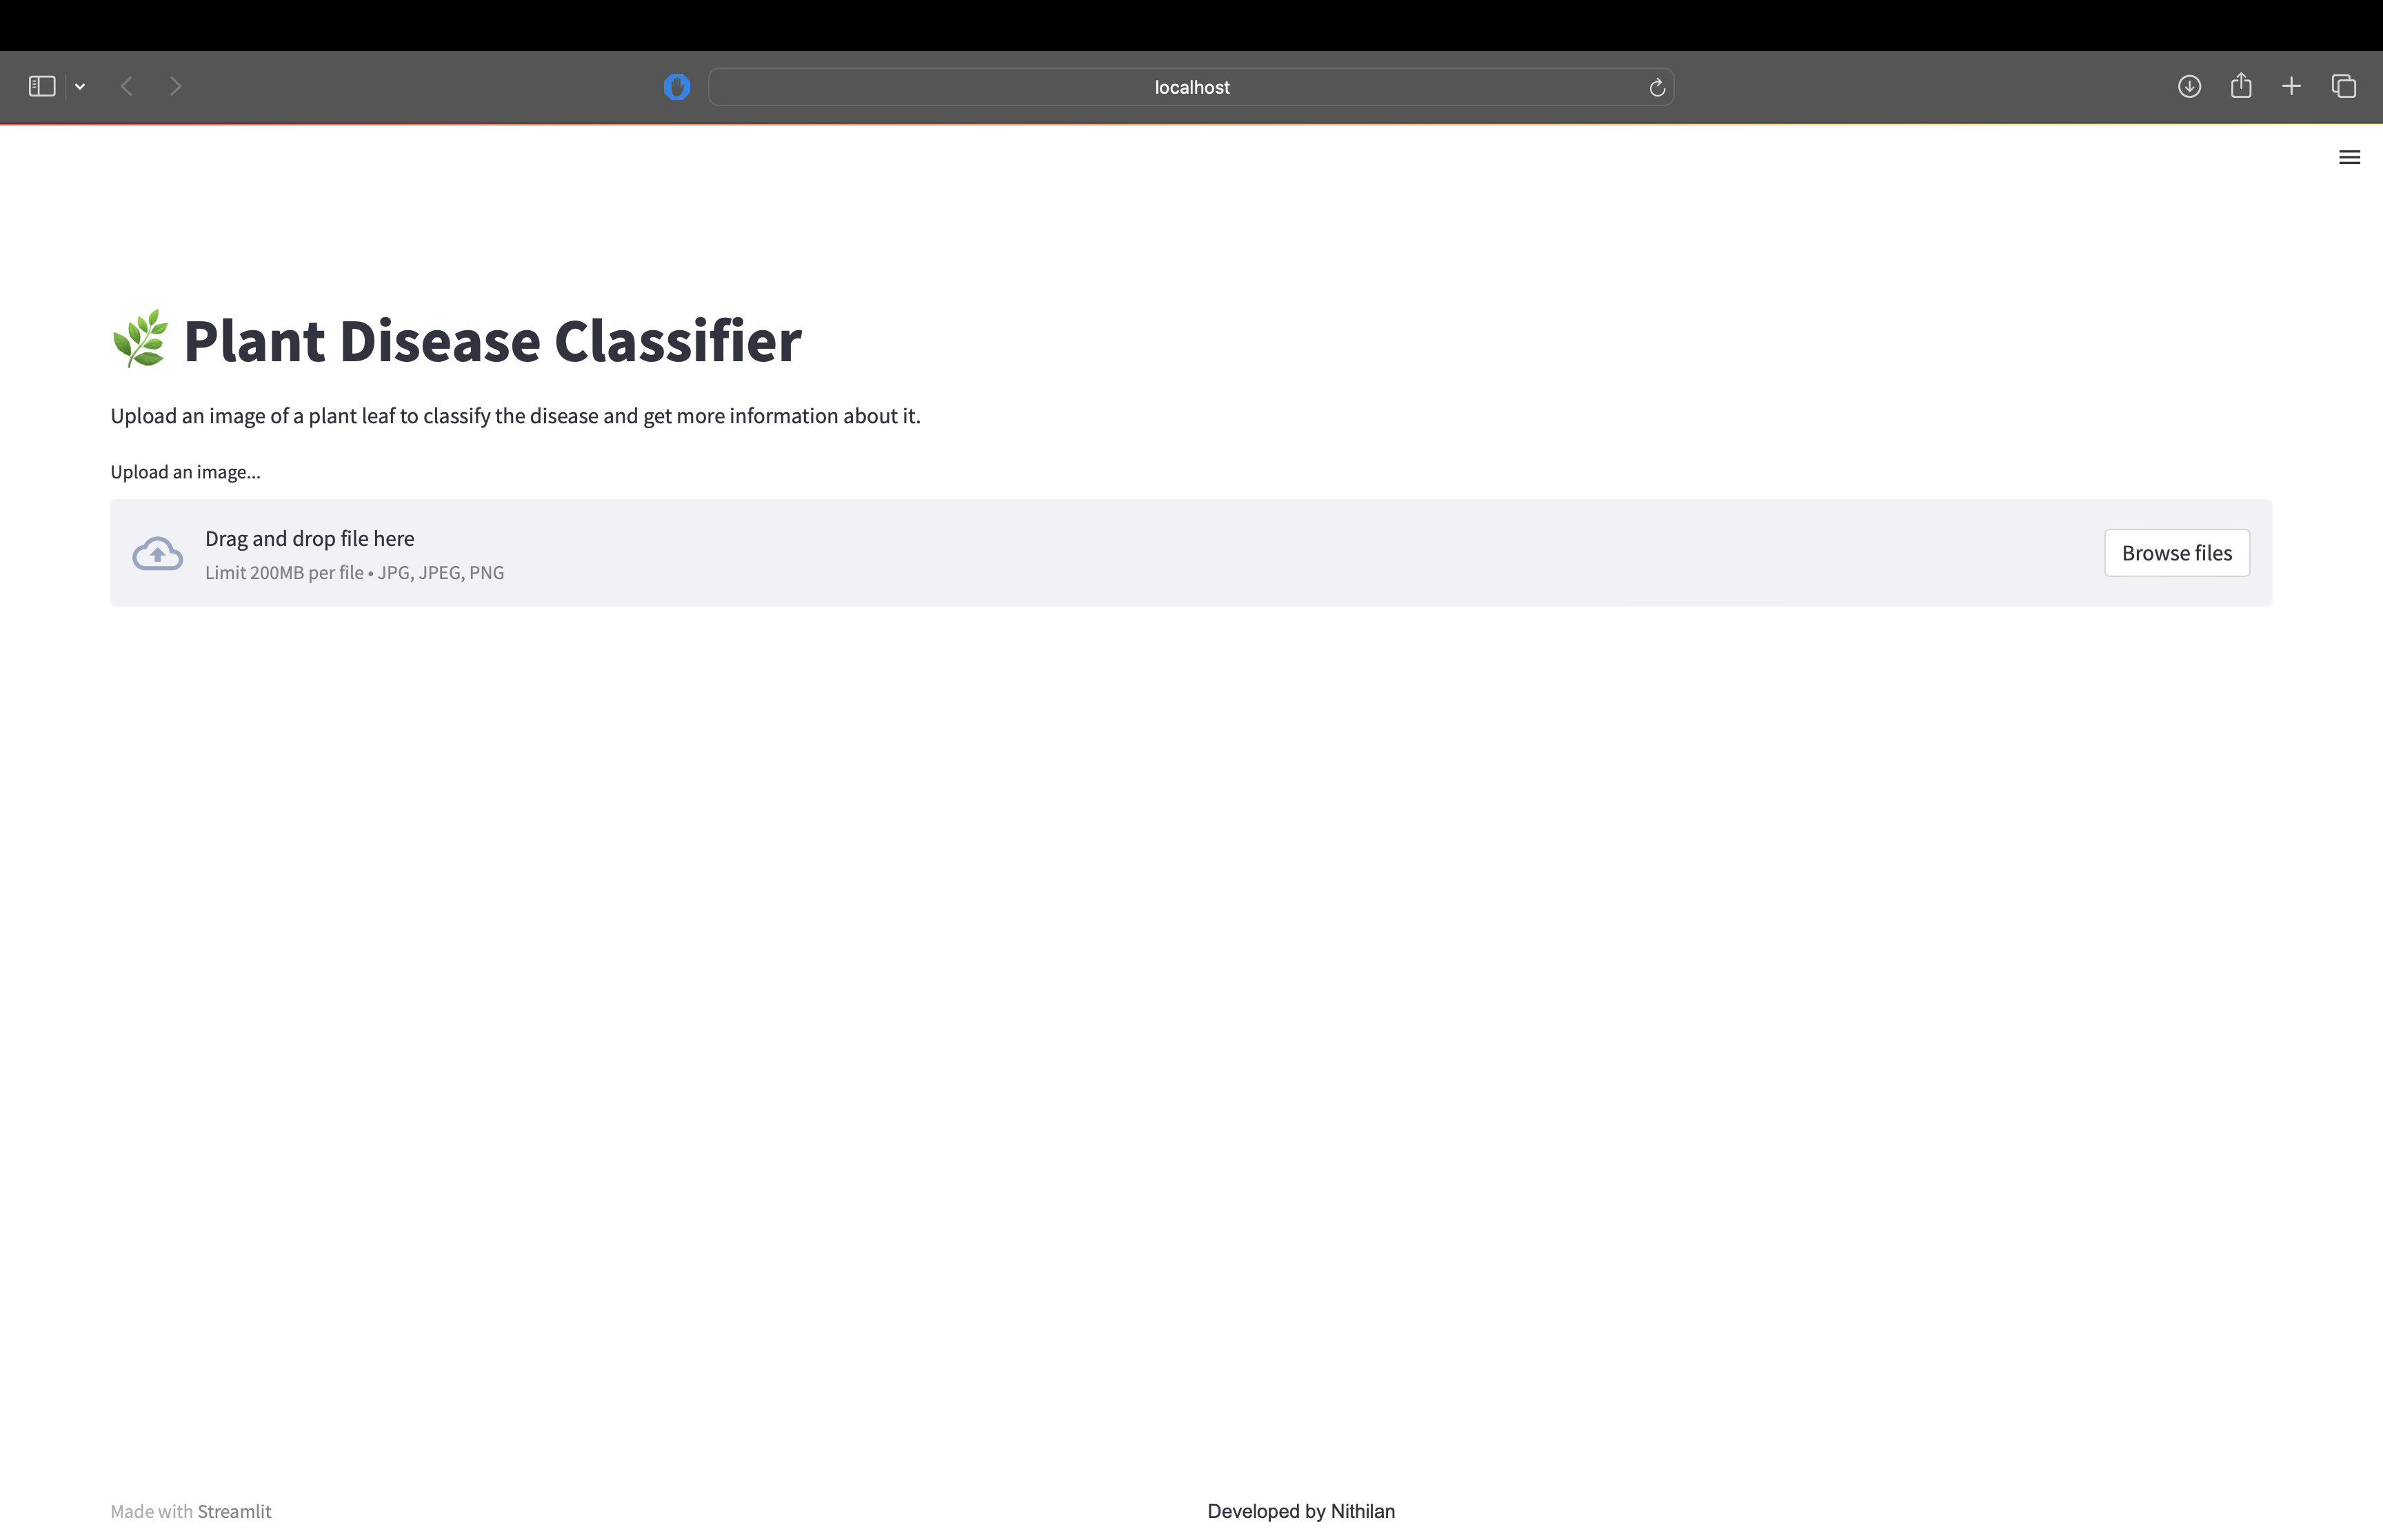 localhost
🌿 Plant Disease Classifier
Upload an image of a plant leaf to classify the disease and get more information about it.
Upload an image...
Drag and drop file here
Limit 200MB per file • JPG, JPEG, PNG
Browse files
Made with Streamlit
Developed by Nithilan